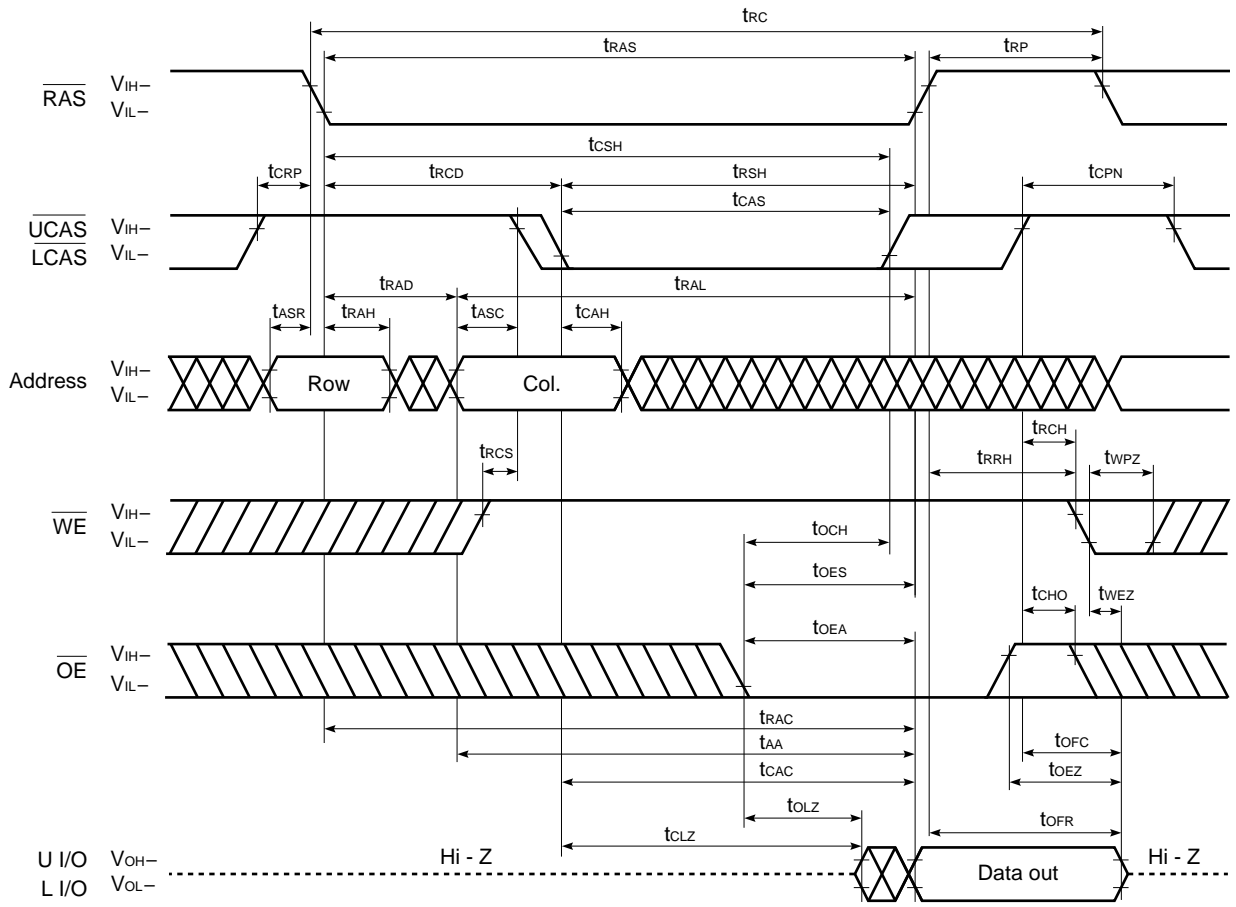 tRC
tRAS
tRP
RAS
VIH–
VIL–
tCSH
tCRP
tRCD
tRSH
tCPN
tCAS
UCAS
LCAS
VIH–
VIL–
tRAD
tRAL
tASR
tRAH
tASC
tCAH
Address
VIH–
VIL–
Row
Col.
tRCH
tRCS
tRRH
tWPZ
WE
VIH–
VIL–
tOCH
tOES
tCHO
tWEZ
tOEA
OE
VIH–
VIL–
tRAC
tAA
tOFC
tCAC
tOEZ
tOLZ
tCLZ
tOFR
U I/O
L I/O
VOH–
VOL–
Hi - Z
Data out
Hi - Z